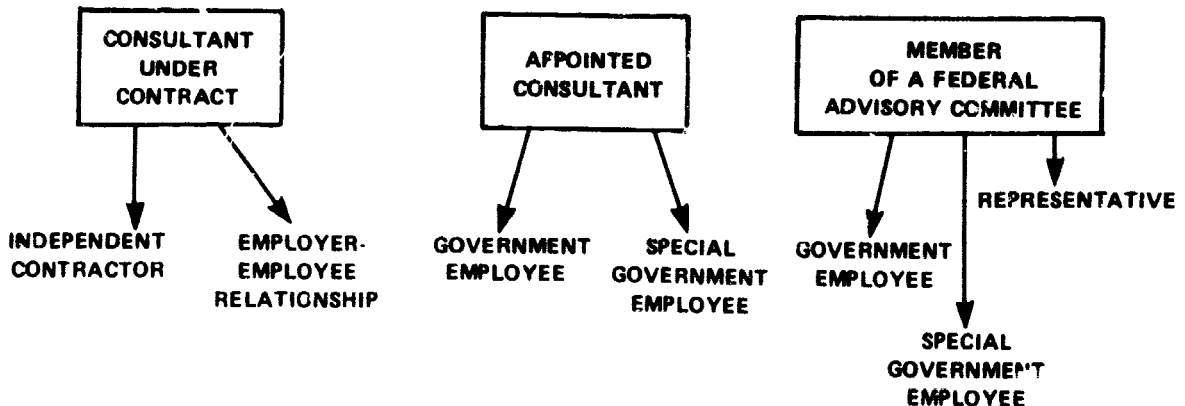 CONSULTANT
UNDER
CONTRACT
APPOINTED
CONSULTANT
MEMBER
OF A FEDERAL
ADVISORY COMMITTEE
INDEPENDENT
CONTRACTOR
EMPLOYER-
EMPLOYEE
RELATIONSHIP
GOVERNMENT
EMPLOYEE
SPECIAL
GOVERNMENT
EMPLOYEE
GOVERNMENT
EMPLOYEE
SPECIAL
GOVERNMENT
EMPLOYEE
REPRESENTATIVE